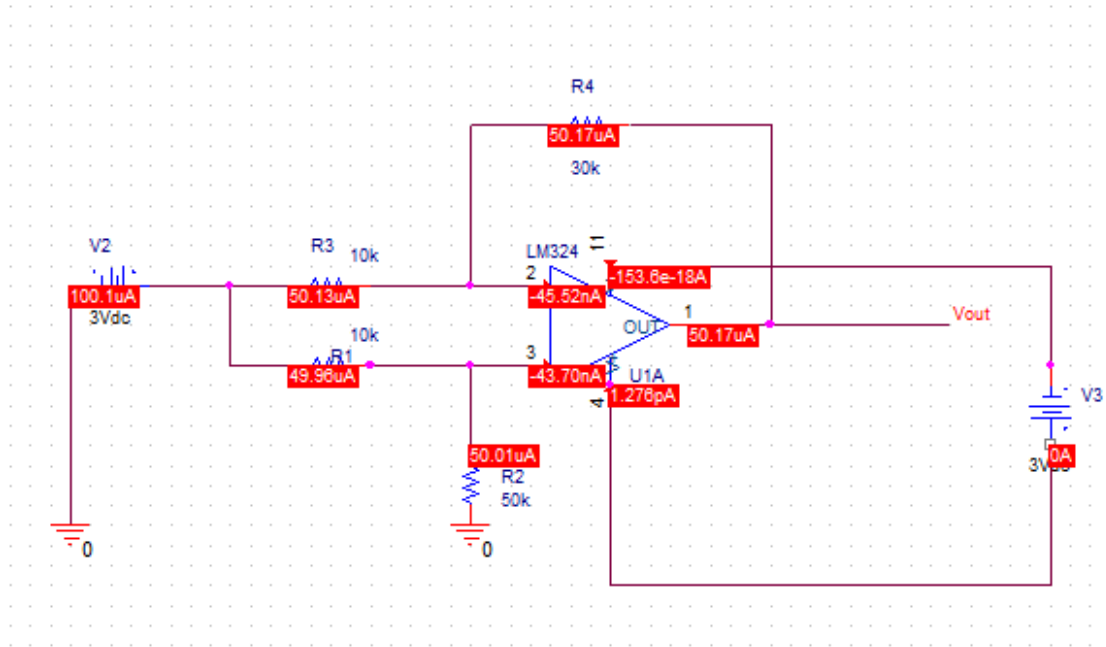 R4
50.17uA
30k
V2
100.1uA
3Vdc
R3
10k
50.13uA
10k
R1
49.96uA
LM324
11
2
-153.6e-18A
-45.52nA
OUT
1
50.17uA
Vout
3
-43.70nA
U1A
4
1.276pA
50.01uA
R2
50k
0
0
V3
0A